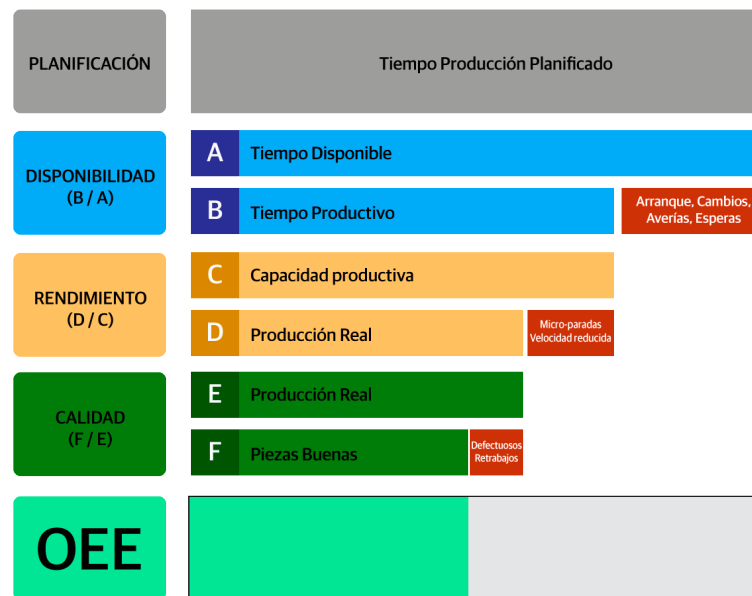 PLANIFICACIÓN
Tiempo Producción Planificado
DISPONIBILIDAD
(B / A)
A
Tiempo Disponible
B
Tiempo Productivo
Arranque, Cambios,
Averías, Esperas
RENDIMIENTO
(D / C)
C
Capacidad productiva
D
Producción Real
Micro-paradas
Velocidad reducida
CALIDAD
(F / E)
E
Producción Real
F
Piezas Buenas
Defectuosos
Retrabajos
OEE